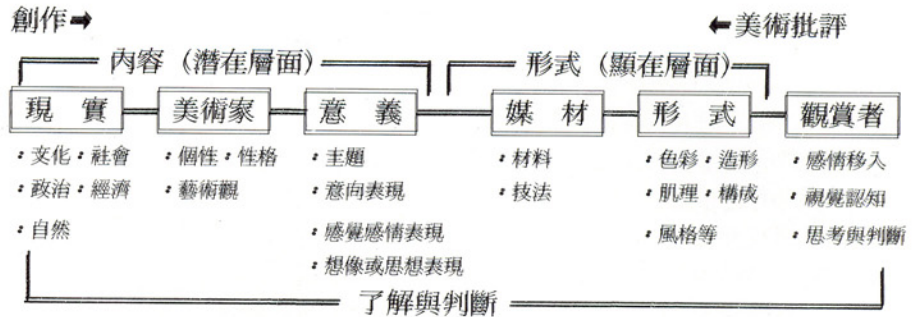 創作➡ ⬅美術批評
內容（潛在層面） 形式（顯在層面）
現實 美術家 意義 媒材 形式 觀賞者
：文化・社會 ：個性・性格 ：主題 ：材料 ：色彩・造形 ：感情移入
：政治・經濟 ：藝術觀 ：意向表現 ：技法 ：肌理・構成 ：視覺認知
：自然 ：感覺感情表現 ：風格等 ：思考與判斷
：想像或思想表現
了解與判斷